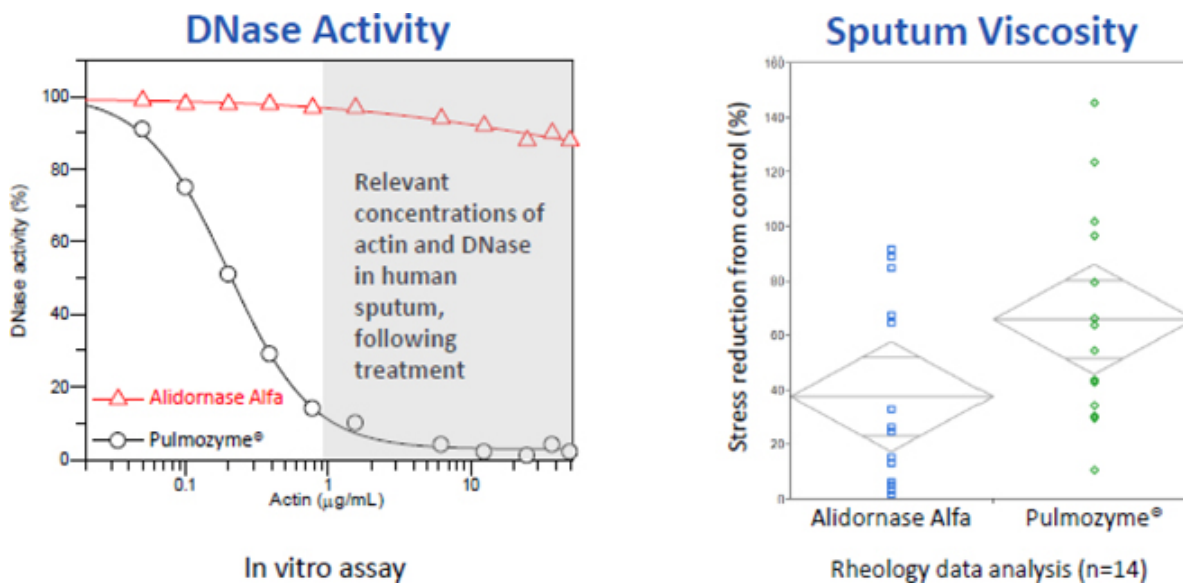 DNase Activity
DNase activity (%)
100
80
60
40
20
0
Relevant
concentrations of
actin and DNase
in human
sputum,
following
treatment
Alidornase Alfa
Pulmozyme®
0.1
1
10
Actin (μg/mL)
In vitro assay
Sputum Viscosity
Stress reduction from control (%)
160
140
120
100
80
60
40
20
0
Alidornase Alfa
Pulmozyme®
Rheology data analysis (n=14)